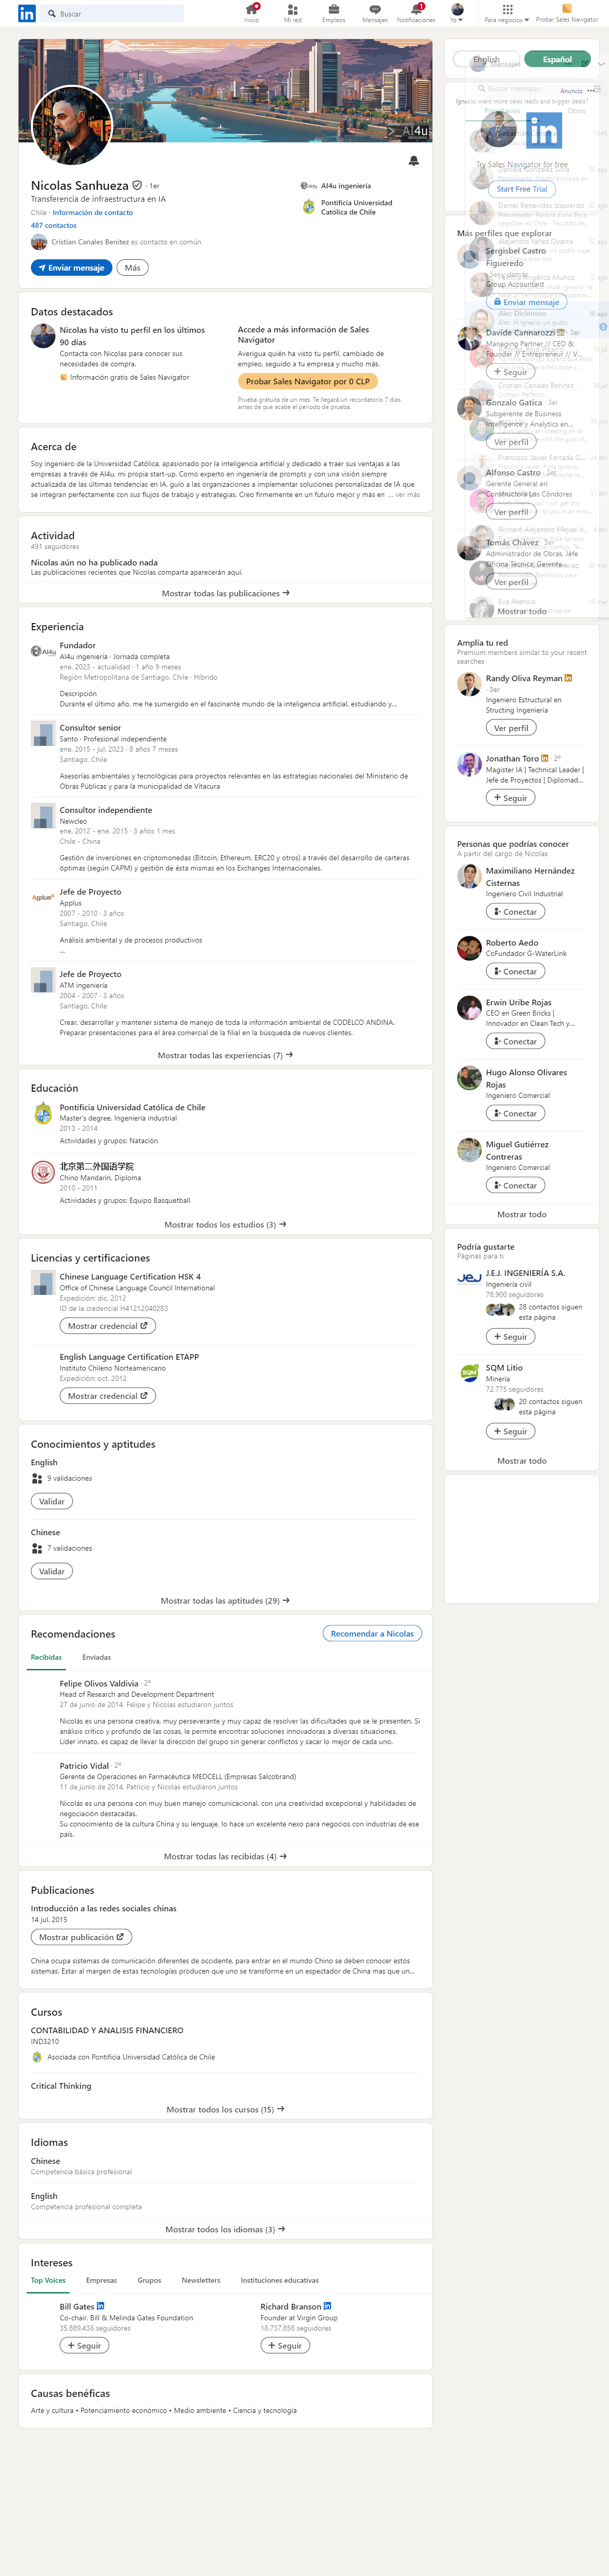 Buscar
Inicio
Mi red
Empleos
Mensajes
Notificaciones
1
Yo
Para negocios
Probar Sales Navigator
AI4u
Nicolas Sanhueza · 1er
Transferencia de infraestructura en IA
Chile · Información de contacto
487 contactos
Cristian Canales Benitez es contacto en común
AI4u ingeniería
Pontificia Universidad
Católica de Chile
Enviar mensaje
Más
Datos destacados
Nicolas ha visto tu perfil en los últimos
90 días
Contacta con Nicolas para conocer sus
necesidades de compra.
Información gratis de Sales Navigator
Accede a más información de Sales
Navigator
Averigua quién ha visto tu perfil, cambiado de
empleo, seguido a tu empresa y mucho más.
Probar Sales Navigator por 0 CLP
Prueba gratuita de un mes. Te llegará un recordatorio 7 días
antes de que acabe el periodo de prueba.
Acerca de
Soy ingeniero de la Universidad Católica, apasionado por la inteligencia artificial y dedicado a traer sus ventajas a las
empresas a través de AI4u, mi propia start-up. Como experto en ingeniería de prompts y con una visión siempre
actualizada de las últimas tendencias en IA, guío a las organizaciones a implementar soluciones personalizadas de IA que
se integran perfectamente con sus flujos de trabajo y objetivos estratégicos. Creo firmemente en un futuro mejor y más en ... ver más
Actividad
491 seguidores
Nicolas aún no ha publicado nada
Las publicaciones recientes que Nicolas comparta aparecerán aquí.
Mostrar todas las publicaciones →
Experiencia
Fundador
AI4u ingeniería · Jornada completa
ene. 2023 - actualidad · 1 año 9 meses
Región Metropolitana de Santiago, Chile · Híbrido
Descripción
Durante el último año, me he sumergido en el fascinante mundo de la inteligencia artificial, estudiando y...
Consultor senior
Santo · Profesional independiente
ene. 2015 - jul. 2023 · 8 años 7 meses
Santiago, Chile
Asesorías ambientales y tecnológicas para proyectos relevantes en las estrategias nacionales del Ministerio de
Obras Públicas y para la municipalidad de Vitacura
Consultor independiente
Newcleo
ene. 2012 - ene. 2015 · 3 años 1 mes
Chile - China
Gestión de inversiones en criptomonedas (Bitcoin, Ethereum, ERC20 y otros) a través del desarrollo de carteras
óptimas (según CAPM) y gestión de ésta mismas en los Exchanges Internacionales.
Applus+
Jefe de Proyecto
Applus
2007 - 2010 · 3 años
Santiago, Chile
Análisis ambiental y de procesos productivos
...
Jefe de Proyecto
ATM ingeniería
2004 - 2007 · 3 años
Santiago, Chile
Crear, desarrollar y mantener sistema de manejo de toda la información ambiental de CODELCO ANDINA.
Preparar presentaciones para el área comercial de la filial en la búsqueda de nuevos clientes.
Mostrar todas las experiencias (7) →
Educación
Pontificia Universidad Católica de Chile
Master's degree, Ingeniería industrial
2013 - 2014
Actividades y grupos: Natación
北京第二外国语学院
Chino Mandarin, Diploma
2010 - 2011
Actividades y grupos: Equipo Basquetball
Mostrar todos los estudios (3) →
Licencias y certificaciones
Chinese Language Certification HSK 4
Office of Chinese Language Council International
Expedición: dic. 2012
ID de la credencial H41212040283
Mostrar credencial
English Language Certification ETAPP
Instituto Chileno Norteamericano
Expedición: oct. 2012
Mostrar credencial
Conocimientos y aptitudes
English
9 validaciones
Validar
Chinese
7 validaciones
Validar
Mostrar todas las aptitudes (29) →
Recomendaciones
Recomendar a Nicolas
Recibidas
Enviadas
Felipe Olivos Valdivia · 2º
Head of Research and Development Department
27 de junio de 2014, Felipe y Nicolas estudiaron juntos
Nicolás es una persona creativa, muy perseverante y muy capaz de resolver las dificultades que se le presenten. Si
análisis crítico y profundo de las cosas, le permite encontrar soluciones innovadoras a diversas situaciones.
Líder innato, es capaz de llevar la dirección del grupo sin generar conflictos y sacar lo mejor de cada uno.
Patricio Vidal · 2º
Gerente de Operaciones en Farmacéutica MEDCELL (Empresas Salcobrand)
11 de junio de 2014, Patricio y Nicolas estudiaron juntos
Nicolás es una persona con muy buen manejo comunicacional, con una creatividad excepcional y habilidades de
negociación destacadas.
Su conocimiento de la cultura China y su lenguaje, lo hace un excelente nexo para negocios con industrias de ese
país.
Mostrar todas las recibidas (4) →
Publicaciones
Introducción a las redes sociales chinas
14 jul. 2015
Mostrar publicación
China ocupa sistemas de comunicación diferentes de occidente, para entrar en el mundo Chino se deben conocer estos
sistemas. Estar al margen de estas tecnologías producen que uno se transforme en un espectador de China mas que un...
Cursos
CONTABILIDAD Y ANALISIS FINANCIERO
IND3210
Asociada con Pontificia Universidad Católica de Chile
Critical Thinking
Mostrar todos los cursos (15) →
Idiomas
Chinese
Competencia básica profesional
English
Competencia profesional completa
Mostrar todos los idiomas (3) →
Intereses
Top Voices
Empresas
Grupos
Newsletters
Instituciones educativas
Bill Gates
Co-chair, Bill & Melinda Gates Foundation
35.889.436 seguidores
+ Seguir
Richard Branson
Founder at Virgin Group
18.737.858 seguidores
+ Seguir
Causas benéficas
Arte y cultura • Potenciamiento económico • Medio ambiente • Ciencia y tecnología
English
Español
Mensajes
Buscar mensajes
Anuncio
Ignacio, want more sales leads and bigger deals?
Otros
Try Sales Navigator for free
Start Free Trial
Más perfiles que explorar
Sergisbel Castro
Figueredo
Group Accountant
Enviar mensaje
Davide Cannarozzi · 3er
Managing Partner // CEO &
Founder // Entrepreneur // V...
+ Seguir
Gonzalo Gatica · 3er
Subgerente de Business
Intelligence y Analytics en...
Ver perfil
Alfonso Castro · 3er
Gerente General en
Constructora Los Cóndores
Ver perfil
Tomás Chávez · 3er
Administrador de Obras, Jefe
Oficina Técnica, Gerente...
Ver perfil
Mostrar todo
Amplía tu red
Premium members similar to your recent
searches
Randy Oliva Reyman
· 3er
Ingeniero Estructural en
Structing Ingenieria
Ver perfil
Jonathan Toro · 2º
Magister IA | Technical Leader |
Jefe de Proyectos | Diplomad...
+ Seguir
Personas que podrías conocer
A partir del cargo de Nicolas
Maximiliano Hernández
Cisternas
Ingeniero Civil Industrial
Conectar
Roberto Aedo
CoFundador G-WaterLink
Conectar
Erwin Uribe Rojas
CEO en Green Bricks |
Innovador en Clean Tech y...
Conectar
Hugo Alonso Olivares
Rojas
Ingeniero Comercial
Conectar
Miguel Gutiérrez
Contreras
Ingeniero Comercial
Conectar
Mostrar todo
Podría gustarte
Páginas para ti
J.E.J. INGENIERÍA S.A.
Ingeniería civil
78.900 seguidores
28 contactos siguen
esta página
+ Seguir
SQM Litio
Minería
72.775 seguidores
20 contactos siguen
esta página
+ Seguir
Mostrar todo